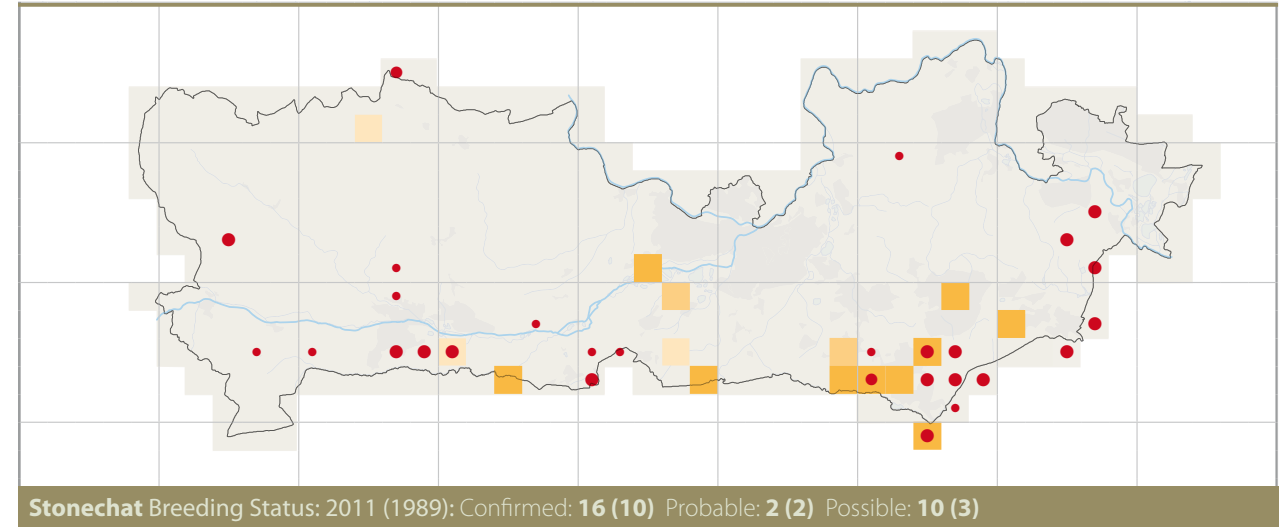 Stonechat Breeding Status: 2011 (1989): Confirmed: 16 (10) Probable: 2 (2) Possible: 10 (3)